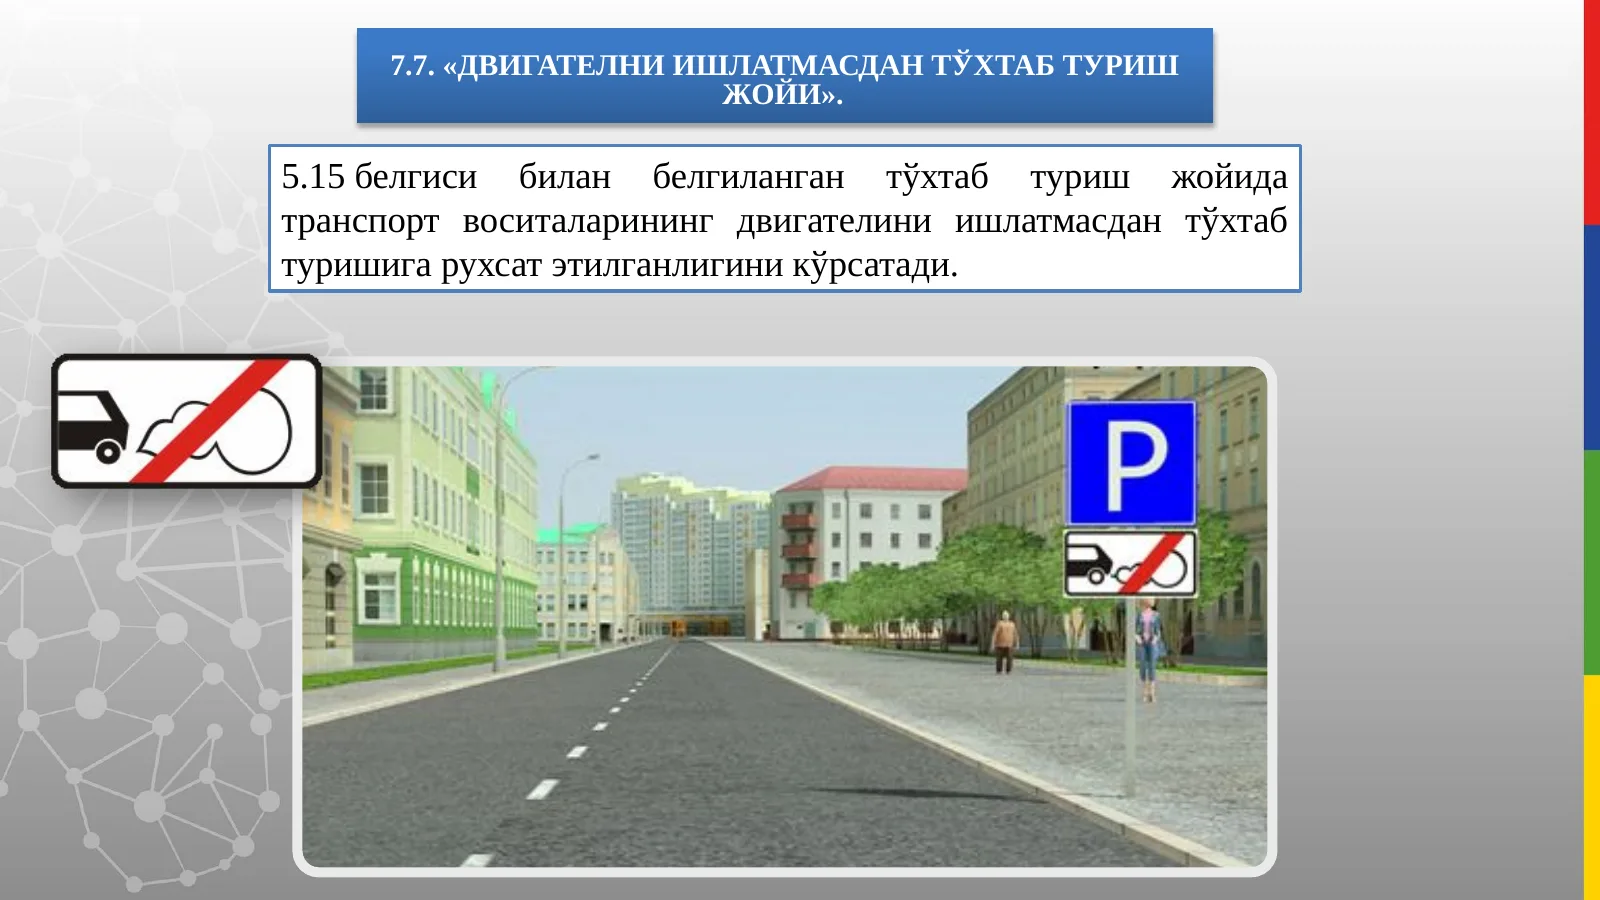 7.7. «ДВИГАТЕЛНИ ИШЛАТМАСДАН ТЎХТАБ ТУРИШ
ЖОЙИ».
5.15 белгиси билан белгиланган тўхтаб туриш жойида
транспорт воситаларининг двигателини ишлатмасдан тўхтаб
туришига рухсат этилганлигини кўрсатади.
P